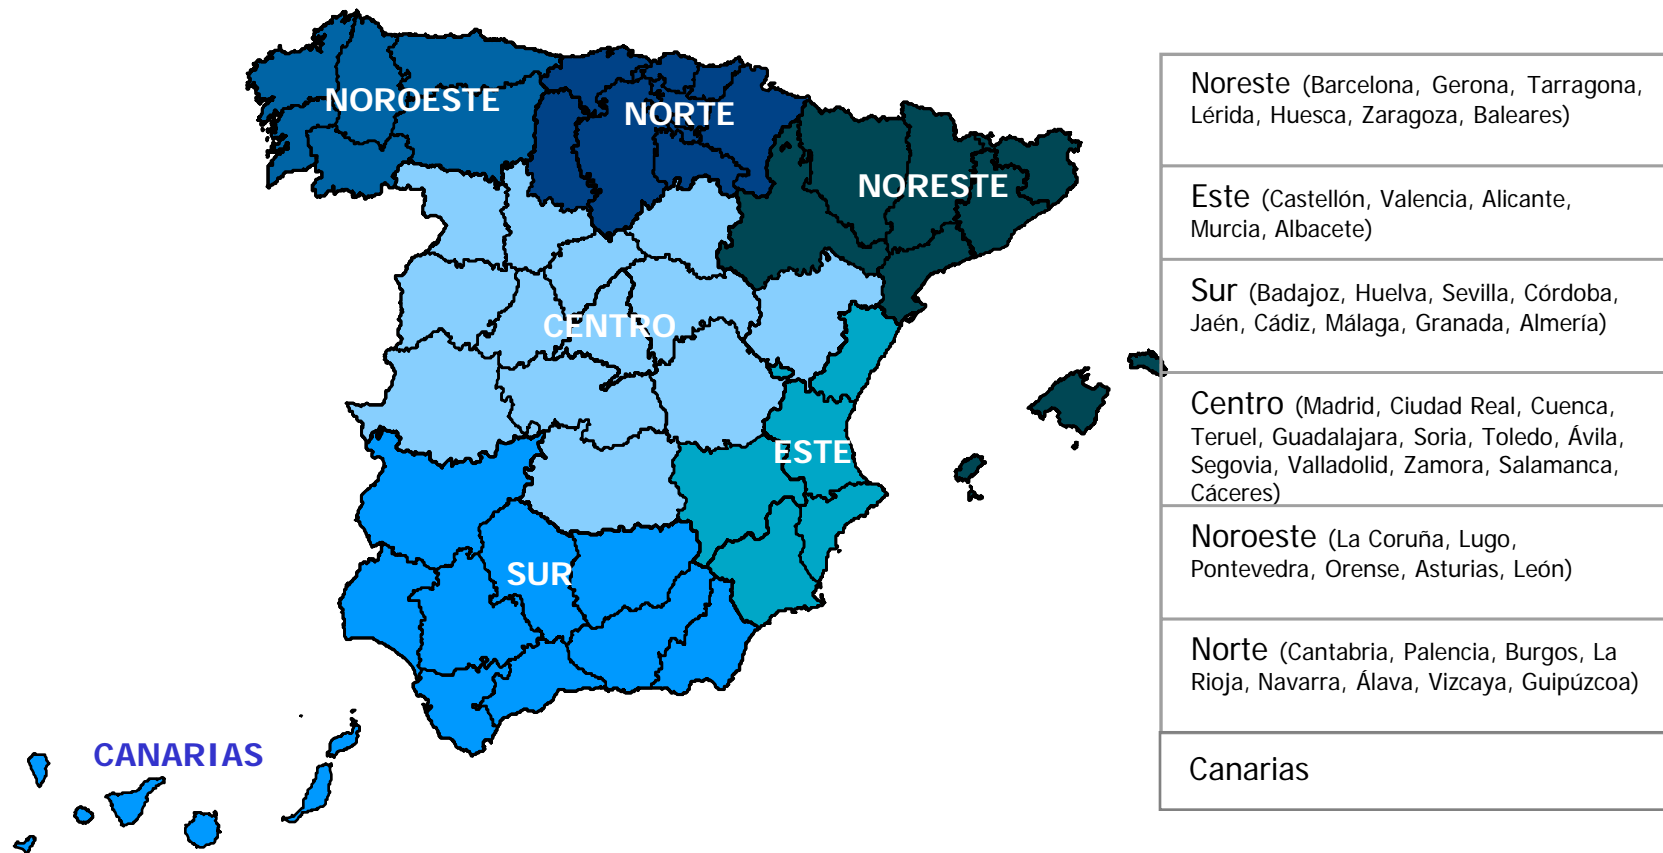 NOROESTE
NORTE
NORESTE
CENTRO
ESTE
SUR
CANARIAS
Noreste (Barcelona, Gerona, Tarragona,
Lérida, Huesca, Zaragoza, Baleares)
Este (Castellón, Valencia, Alicante,
Murcia, Albacete)
Sur (Badajoz, Huelva, Sevilla, Córdoba,
Jaén, Cádiz, Málaga, Granada, Almería)
Centro (Madrid, Ciudad Real, Cuenca,
Teruel, Guadalajara, Soria, Toledo, Ávila,
Segovia, Valladolid, Zamora, Salamanca,
Cáceres)
Noroeste (La Coruña, Lugo,
Pontevedra, Orense, Asturias, León)
Norte (Cantabria, Palencia, Burgos, La
Rioja, Navarra, Álava, Vizcaya, Guipúzcoa)
Canarias